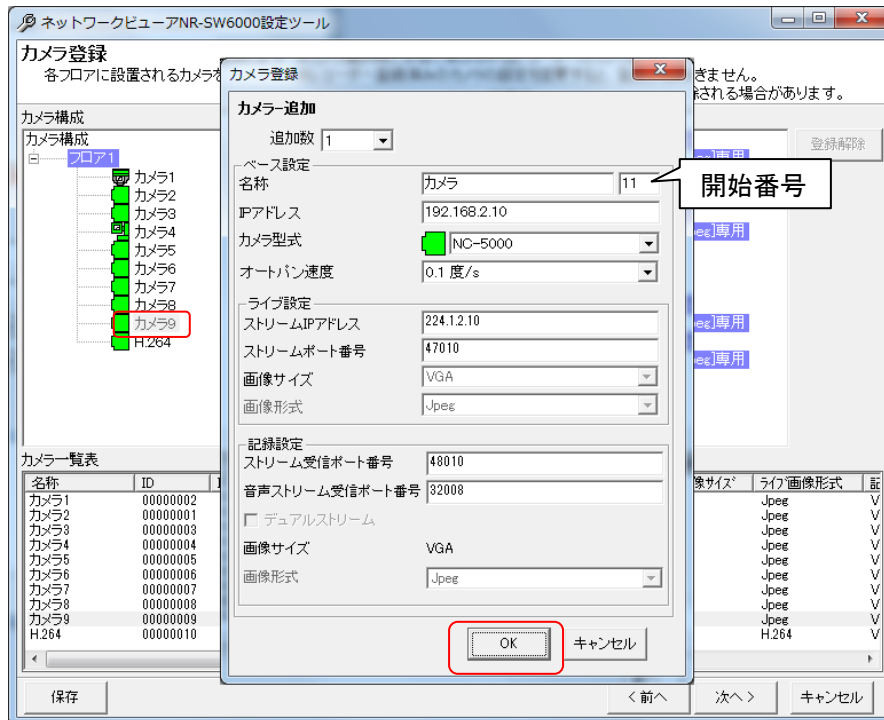 ネットワークビューアNR-SW6000設定ツール
カメラ登録
各フロアに設置されるカメラを
きません。
される場合があります。
カメラ構成
カメラ構成
フロア1
カメラ1
カメラ2
カメラ3
カメラ4
カメラ5
カメラ6
カメラ7
カメラ8
カメラ9
H.264
登録解除
eg]専用
eg]専用
eg]専用
eg]専用
カメラ登録
カメラー追加
追加数 1
ベース設定
名称 カメラ 11
開始番号
IPアドレス 192.168.2.10
カメラ型式 NC-5000
オートパン速度 0.1 度/s
ライブ設定
ストリームIPアドレス 224.1.2.10
ストリームポート番号 47010
画像サイズ VGA
画像形式 Jpeg
記録設定
ストリーム受信ポート番号 48010
音声ストリーム受信ポート番号 32008
デュアルストリーム
画像サイズ VGA
画像形式 Jpeg
OK キャンセル
カメラ一覧表
名称 ID 像サイズ ライブ画像形式 記
カメラ1 00000002 Jpeg V
カメラ2 00000001 Jpeg V
カメラ3 00000003 Jpeg V
カメラ4 00000004 Jpeg V
カメラ5 00000005 Jpeg V
カメラ6 00000006 Jpeg V
カメラ7 00000007 Jpeg V
カメラ8 00000008 Jpeg V
カメラ9 00000009 Jpeg V
H.264 00000010 H.264 V
保存 <前へ 次へ> キャンセル